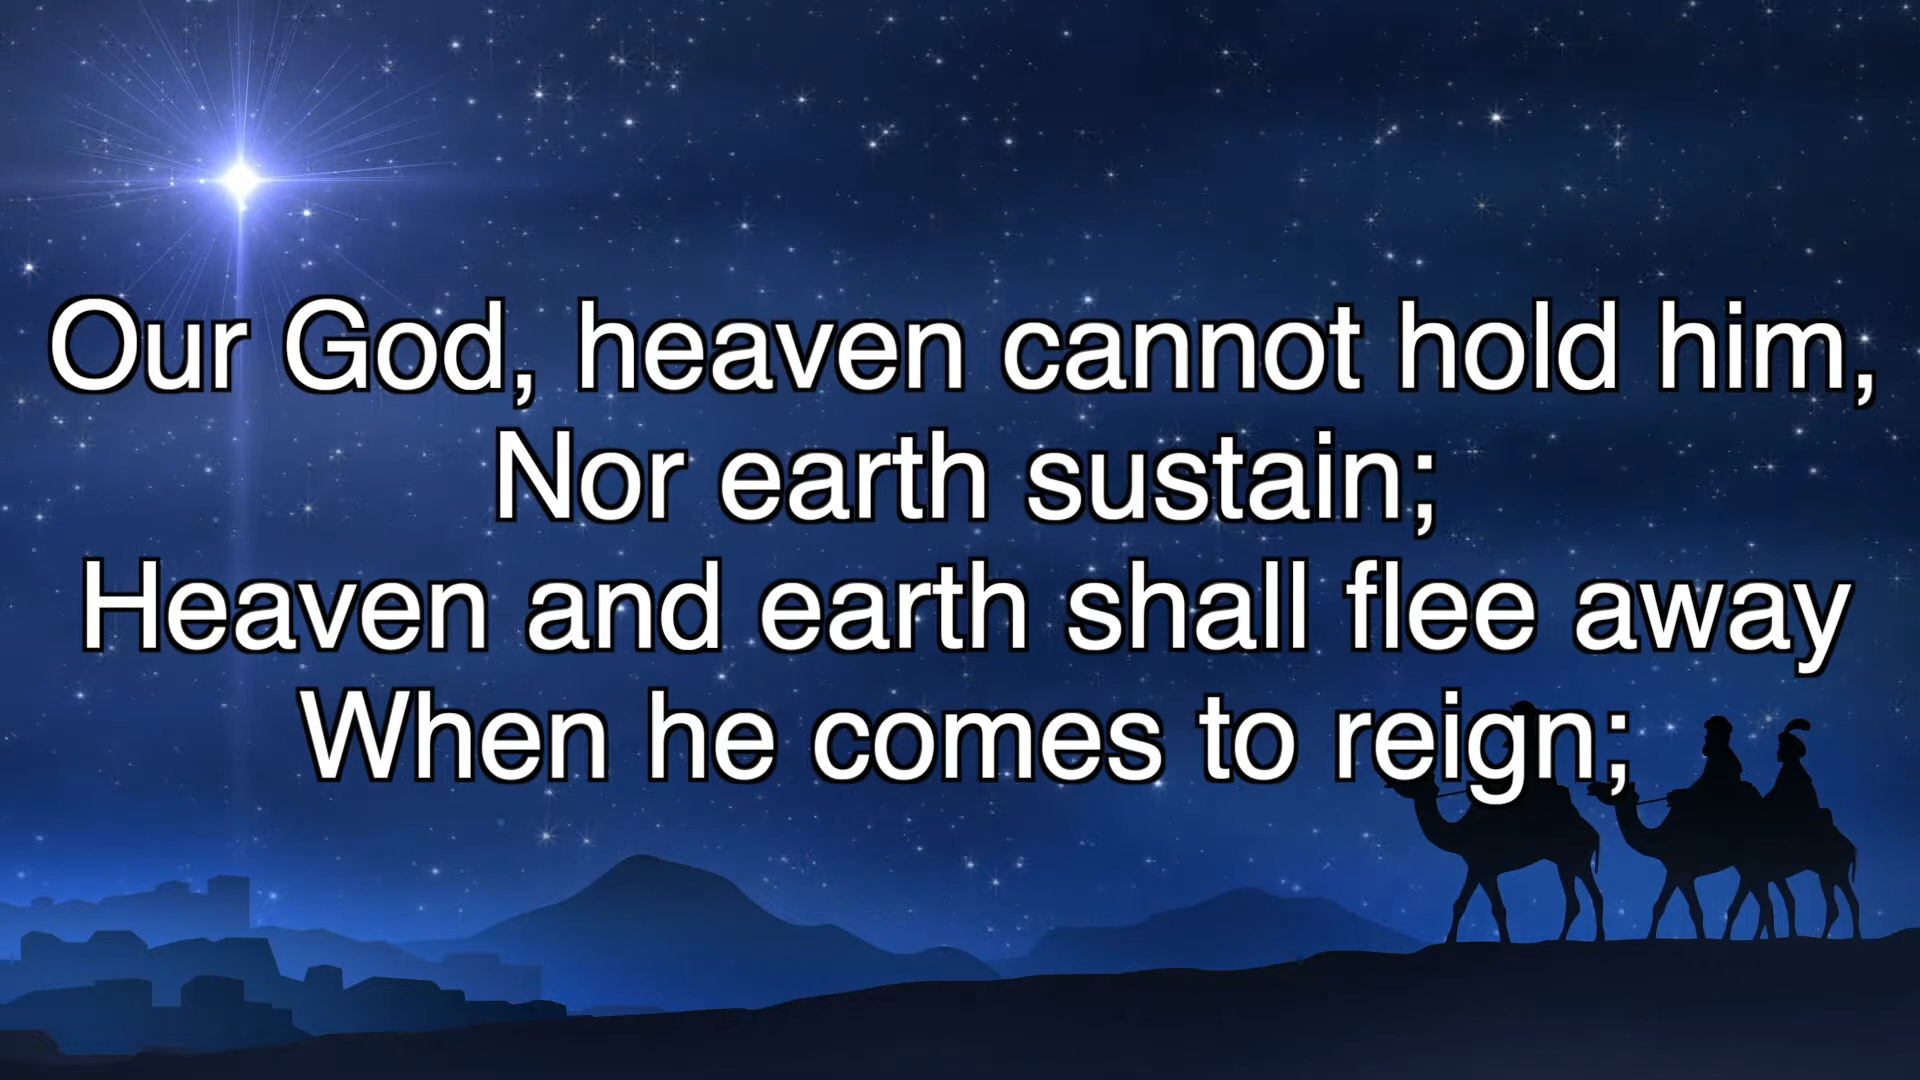 Our God, heaven cannot hold him,
Nor earth sustain;
Heaven and earth shall flee away
When he comes to reign;